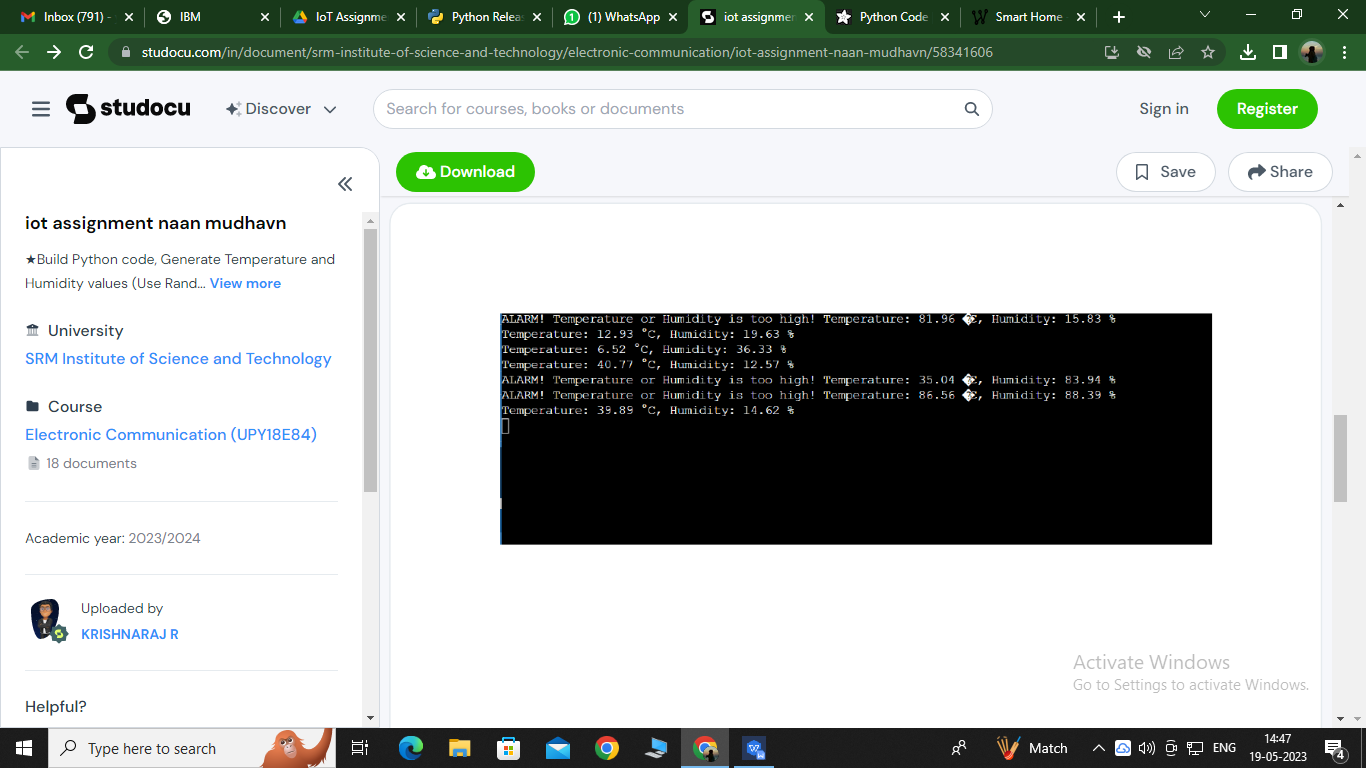 Inbox (791) -
IBM
IoT Assignme
Python Releas
(1) WhatsApp
iot assignmen
Python Code
Smart Home -
studocu.com/in/document/srm-institute-of-science-and-technology/electronic-communication/iot-assignment-naan-mudhavn/58341606
studocu
Discover
Search for courses, books or documents
Sign in
Register
Download
Save
Share
iot assignment naan mudhavn
★Build Python code, Generate Temperature and
Humidity values (Use Rand... View more
University
SRM Institute of Science and Technology
Course
Electronic Communication (UPY18E84)
18 documents
Academic year: 2023/2024
Uploaded by
KRISHNARAJ R
Helpful?
ALARM! Temperature or Humidity is too high! Temperature: 81.96 �C, Humidity: 15.83 %
Temperature: 12.93 °C, Humidity: 19.63 %
Temperature: 6.52 °C, Humidity: 36.33 %
Temperature: 40.77 °C, Humidity: 12.57 %
ALARM! Temperature or Humidity is too high! Temperature: 35.04 �C, Humidity: 83.94 %
ALARM! Temperature or Humidity is too high! Temperature: 86.56 �C, Humidity: 88.39 %
Temperature: 39.89 °C, Humidity: 14.62 %
Activate Windows
Go to Settings to activate Windows.
Type here to search
Match
ENG
14:47
19-05-2023
4